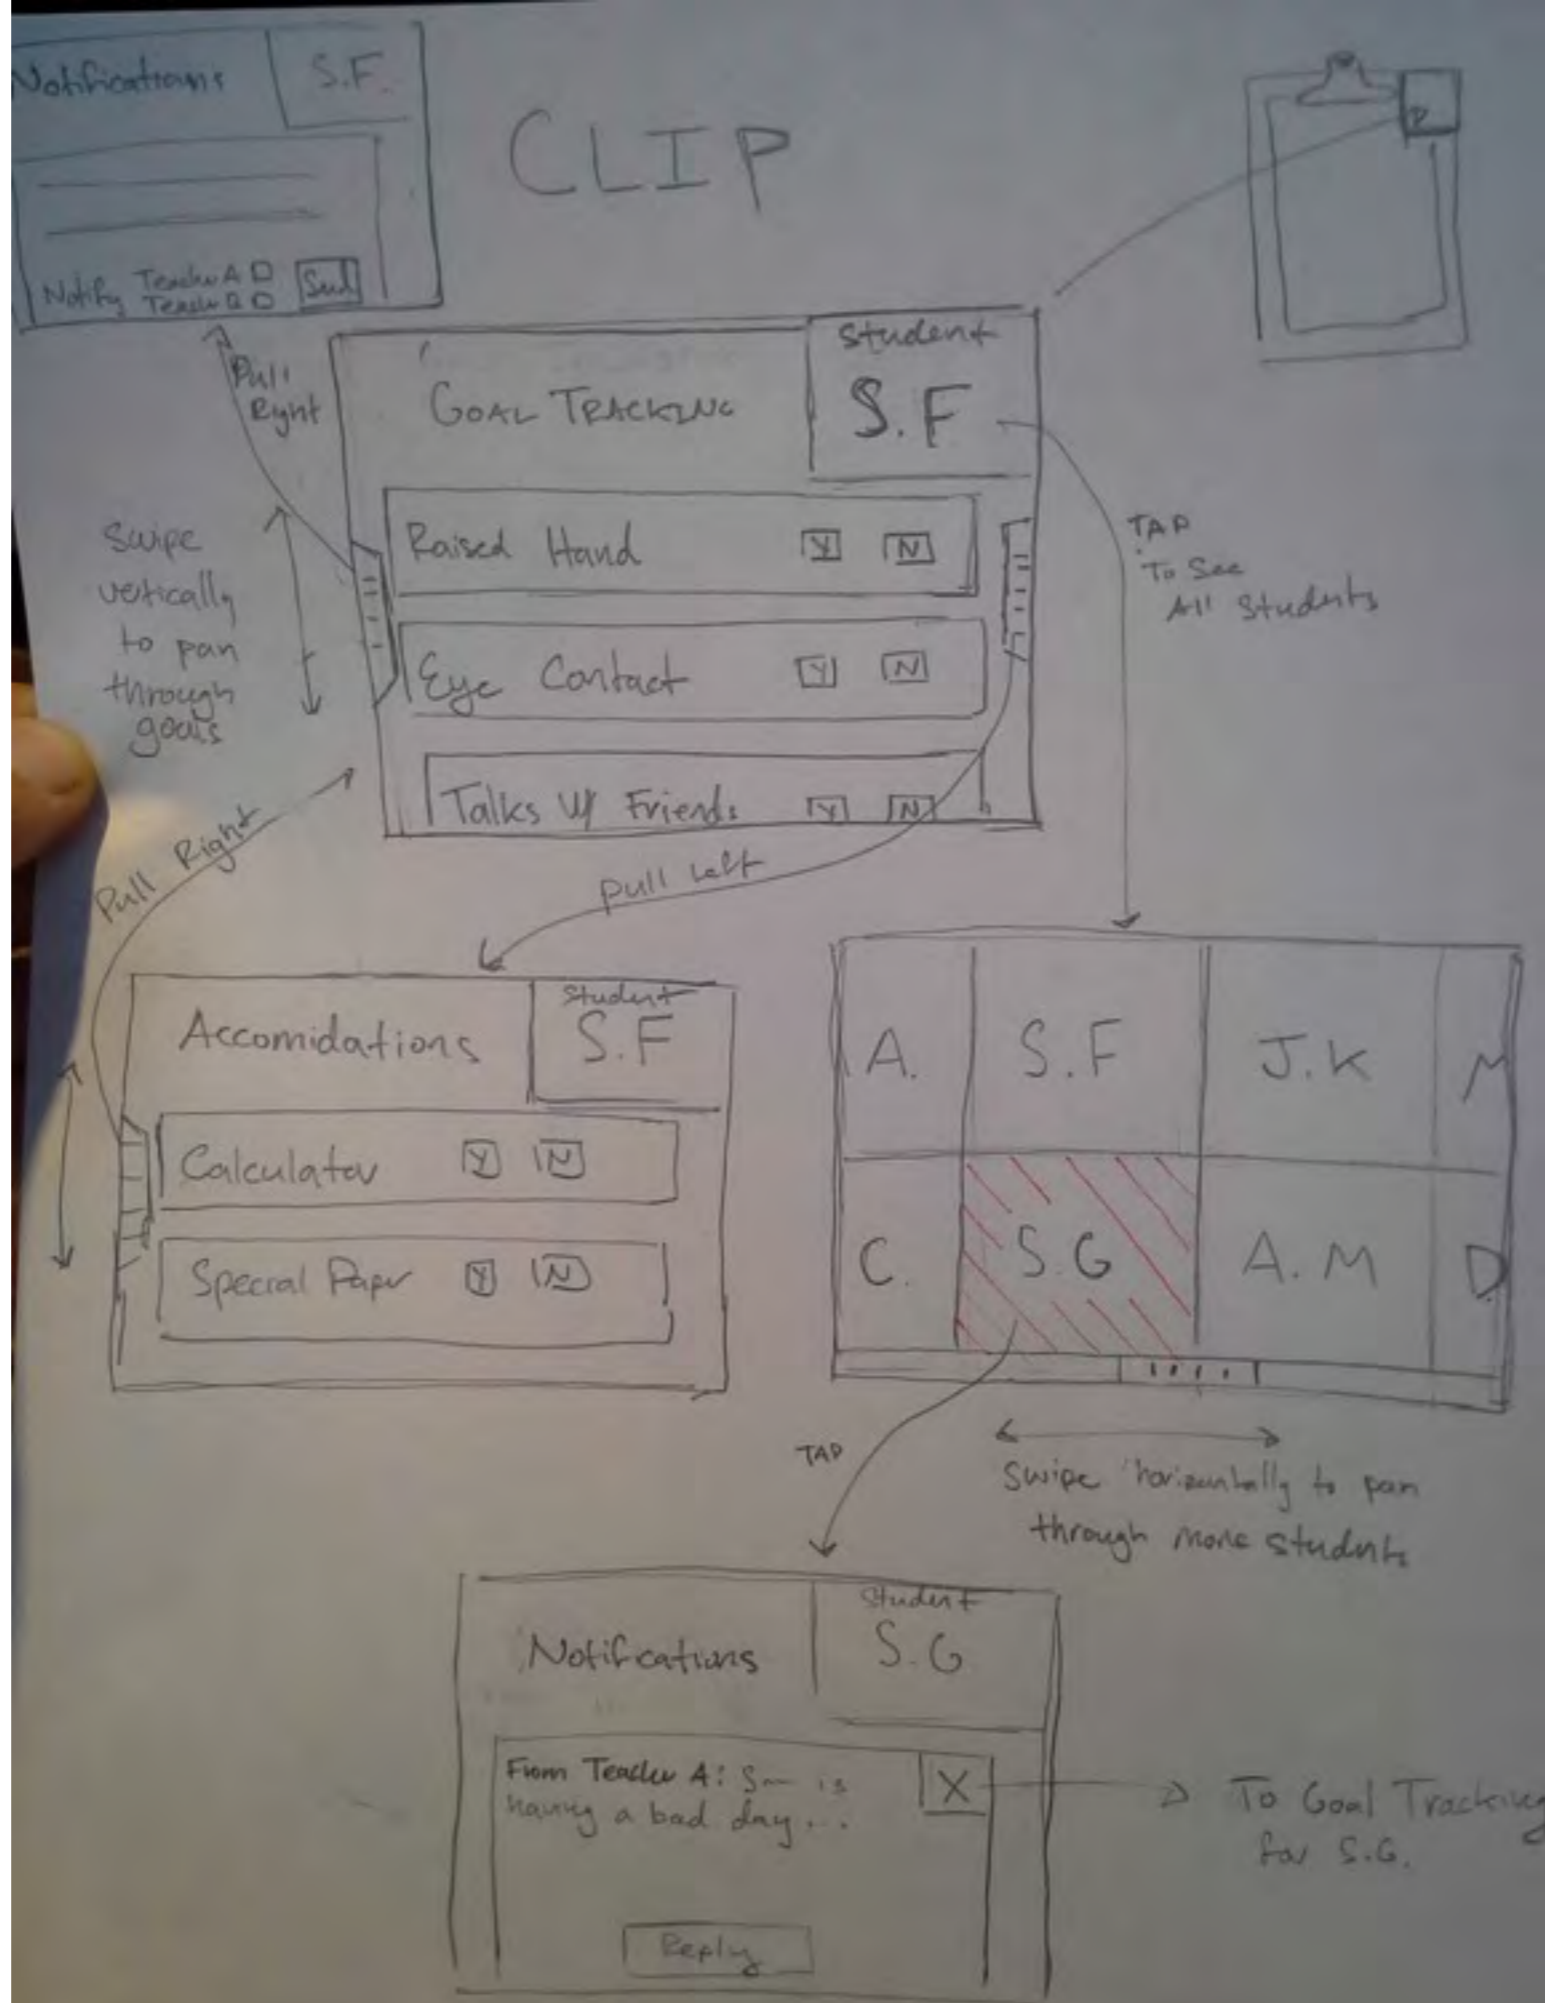 Notifications
S.F.
CLIP
Notify Teacher A
Teacher
Send
Pull
Right
GOAL TRACKING
Student
S.F
Swipe
vertically
to pan
through
goals
Raised Hand Y N
Eye Contact Y N
Talks w/ Friends Y N
TAP
To See
All Students
Pull Right
Pull Left
Accomidations
Student
S.F
Calculator Y N
Special Paper Y N
A. S.F J.K M
C. S.G A.M D
TAP
Swipe horizontally to pan
through more students
Notifications
Student
S.G
From Teacher A: S is
having a bad day...
X
Reply
To Goal Tracking
for S.G.